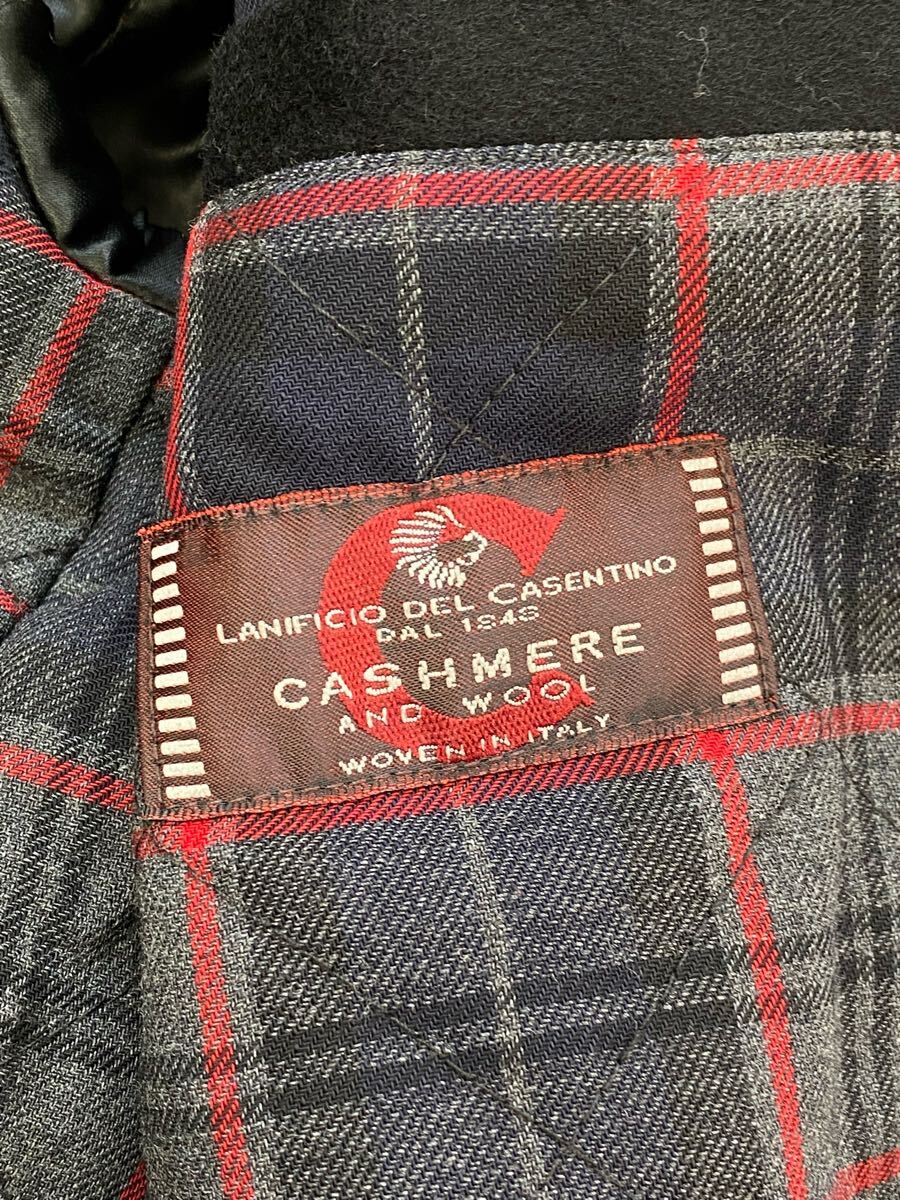 C
LANIFICIO DEL CASENTINO
DAL 1848
CASHMERE
AND WOOL
WOVEN IN ITALY